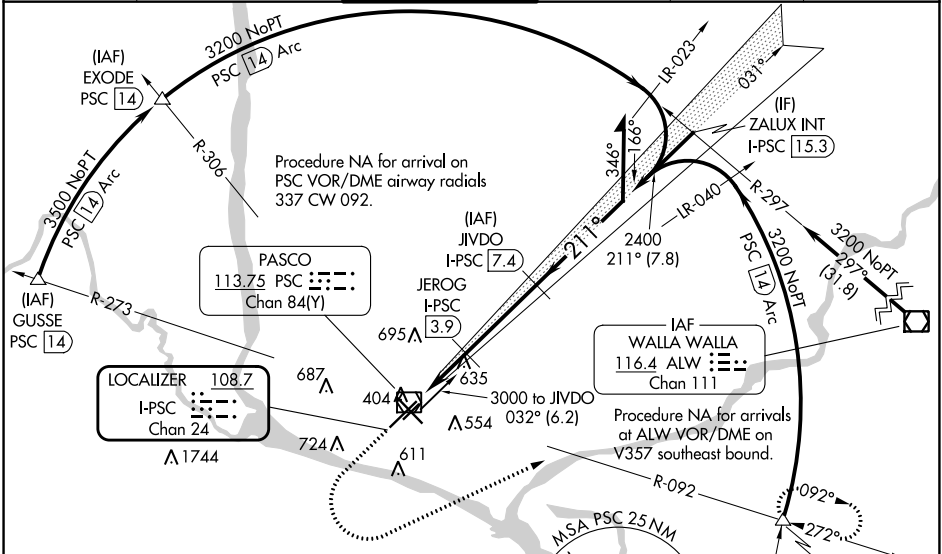 3200 NoPT
PSC 14 Arc
(IAF)
EXODE
PSC 14
3500 NoPT
PSC 14 Arc
R-306
(IAF)
GUSSE
PSC 14
R-273
Procedure NA for arrival on
PSC VOR/DME airway radials
337 CW 092.
LR-023
031°
(IF)
ZALUX INT
I-PSC 15.3
346°
166°
LR-040
R-297
3200 NoPT
297°
(31.8)
2400
211° (7.8)
211°
(IAF)
JIVDO
I-PSC 7.4
JEROG
I-PSC
3.9
PASCO
113.75 PSC
Chan 84(Y)
3200 NoPT
PSC 14 Arc
IAF
WALLA WALLA
116.4 ALW
Chan 111
Procedure NA for arrivals
at ALW VOR/DME on
V357 southeast bound.
LOCALIZER 108.7
I-PSC
Chan 24
695
687
635
404
554
724
611
1744
3000 to JIVDO
032° (6.2)
R-092
092°
272°
MSA PSC 25 NM